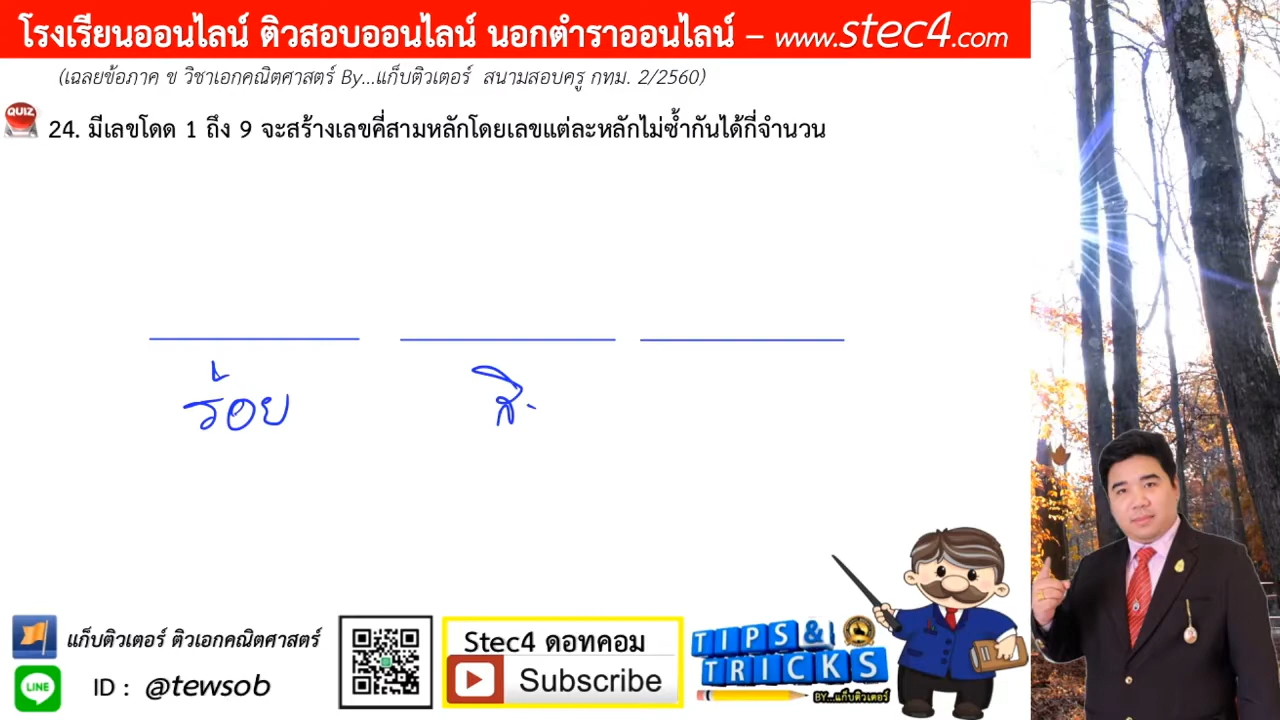 โรงเรียนออนไลน์ ติวสอบออนไลน์ นอกตำราออนไลน์ – www.stec4.com
(เฉลยข้อภาค ข วิชาเอกคณิตศาสตร์ By...แก็บติวเตอร์ สนามสอบครู กทม. 2/2560)
QUIZ
24. มีเลขโดด 1 ถึง 9 จะสร้างเลขคี่สามหลักโดยเลขแต่ละหลักไม่ซ้ำกันได้กี่จำนวน
ร้อย
แก็บติวเตอร์ ติวเอกคณิตศาสตร์
LINE
ID : @tewsob
Stec4 ดอทคอม
Subscribe
TIPS &
TRICKS
BY...แก็บติวเตอร์